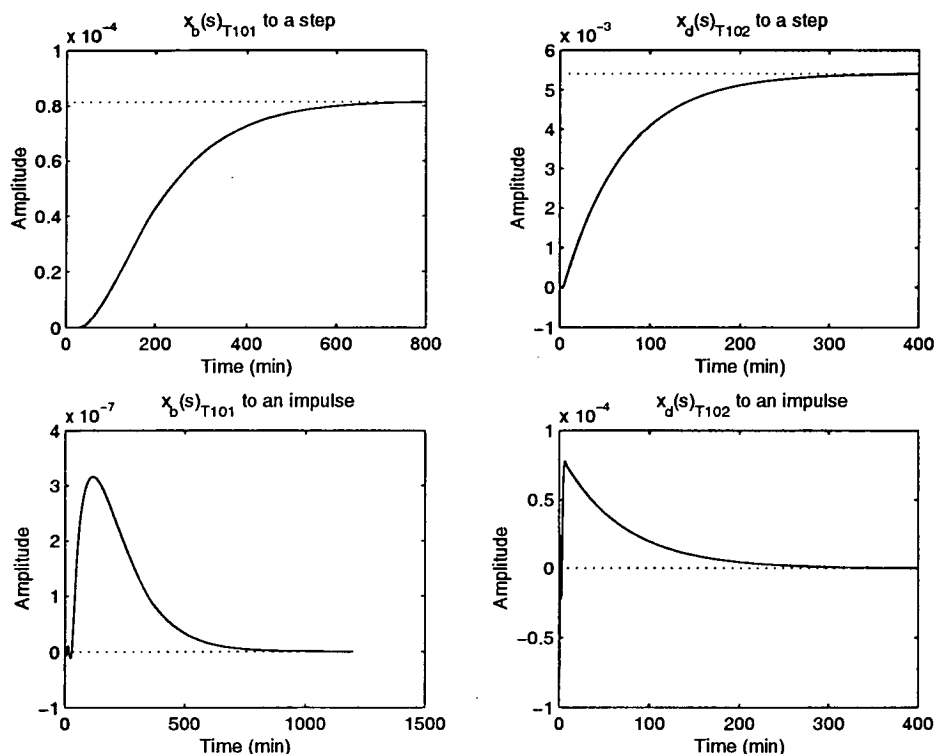 x_b(s)_T101 to a step
x 10^-4
1
0.8
0.6
0.4
0.2
0
Amplitude
0 200 400 600 800
Time (min)
x_d(s)_T102 to a step
x 10^-3
6
5
4
3
2
1
0
−1
Amplitude
0 100 200 300 400
Time (min)
x_b(s)_T101 to an impulse
x 10^-7
4
3
2
1
0
−1
Amplitude
0 500 1000 1500
Time (min)
x_d(s)_T102 to an impulse
x 10^-4
1
0.5
0
−0.5
−1
Amplitude
0 100 200 300 400
Time (min)